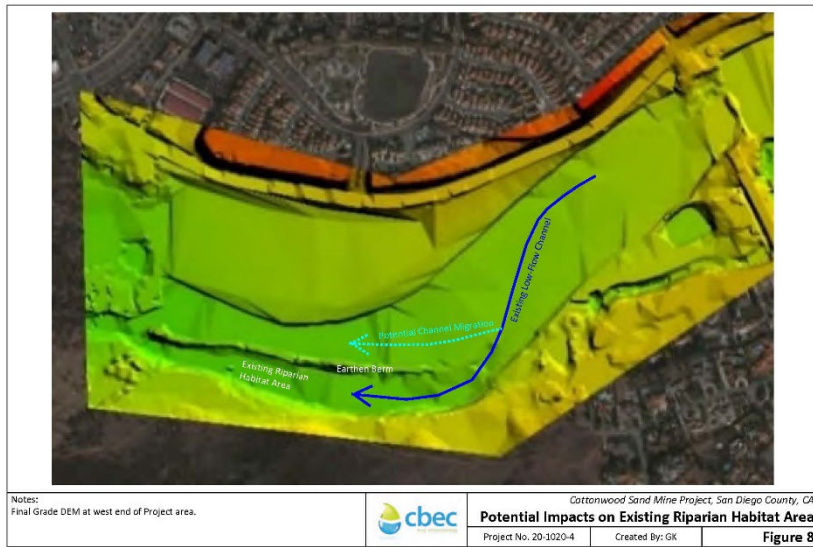 Existing Low-Flow Channel
Potential Channel Migration
Earthen Berm
Existing Riparian
Habitat Area
Notes:
Final Grade DEM at west end of Project area.
cbec
Cottonwood Sand Mine Project, San Diego County, CA
Potential Impacts on Existing Riparian Habitat Area
Project No. 20-1020-4
Created By: GK
Figure 8